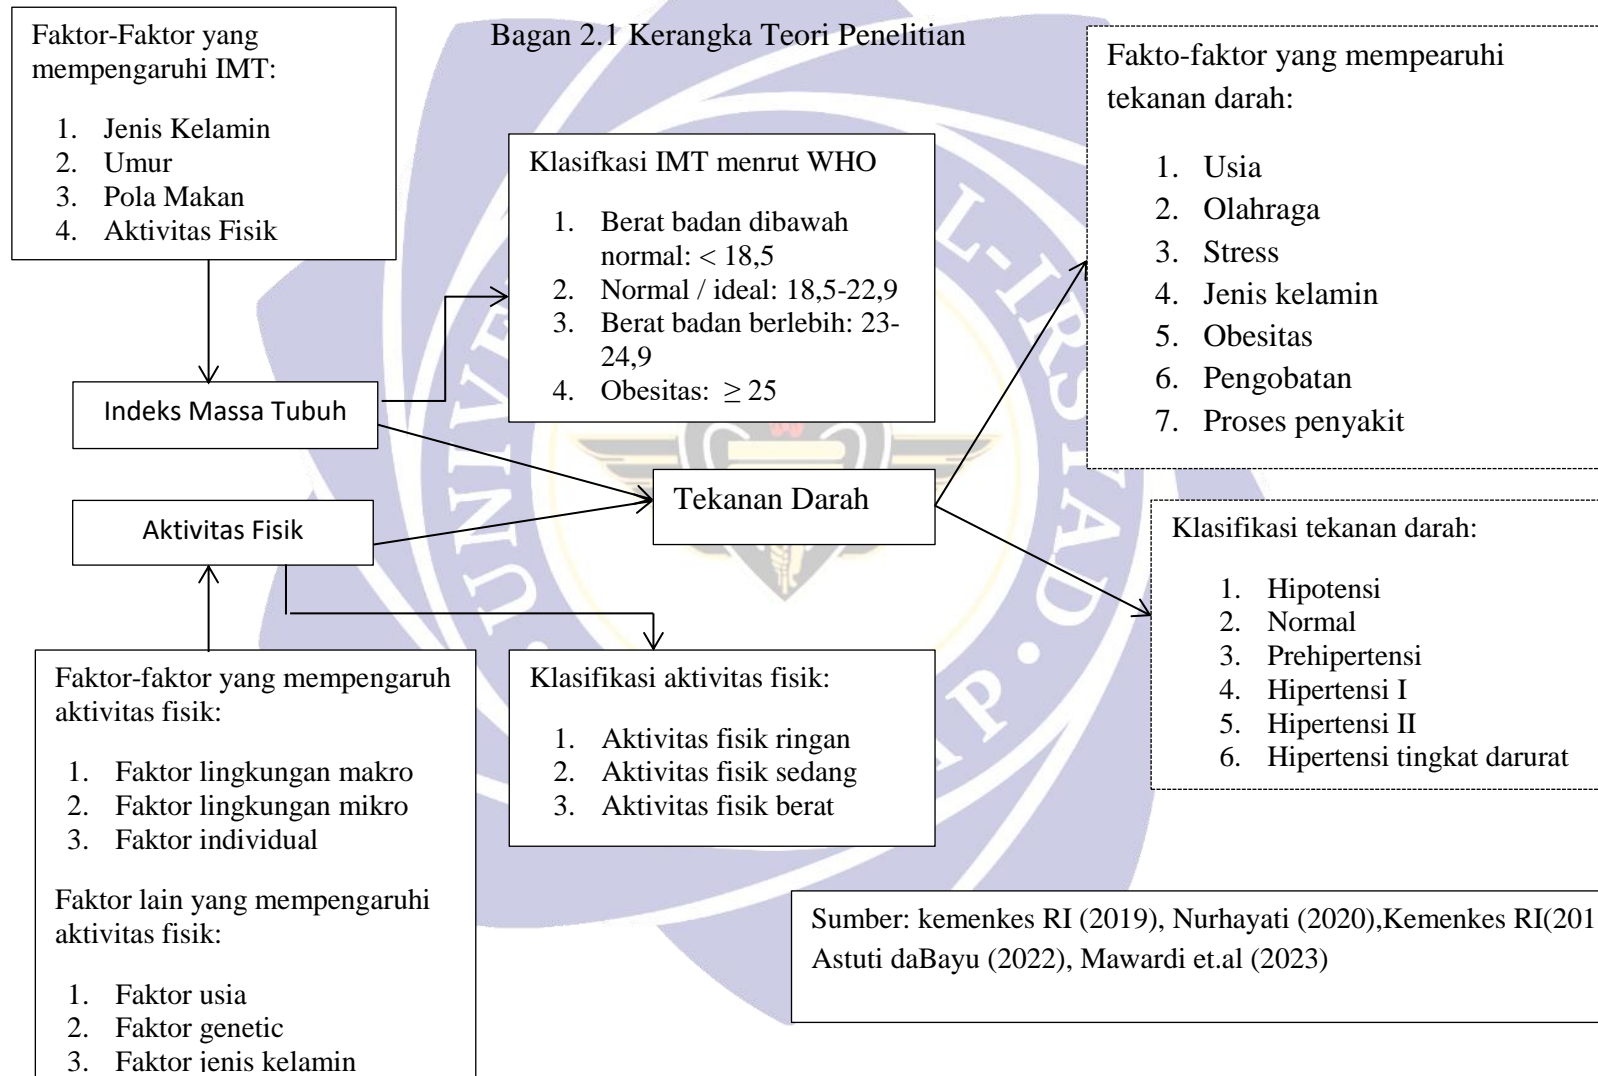 Bagan 2.1 Kerangka Teori Penelitian
Faktor-Faktor yang
mempengaruhi IMT:
1. Jenis Kelamin
2. Umur
3. Pola Makan
4. Aktivitas Fisik
Klasifkasi IMT menrut WHO
1. Berat badan dibawah
normal: < 18,5
2. Normal / ideal: 18,5-22,9
3. Berat badan berlebih: 23-
24,9
4. Obesitas: ≥ 25
Fakto-faktor yang mempearuhi
tekanan darah:
1. Usia
2. Olahraga
3. Stress
4. Jenis kelamin
5. Obesitas
6. Pengobatan
7. Proses penyakit
Indeks Massa Tubuh
Aktivitas Fisik
Tekanan Darah
Klasifikasi tekanan darah:
1. Hipotensi
2. Normal
3. Prehipertensi
4. Hipertensi I
5. Hipertensi II
6. Hipertensi tingkat darurat
Faktor-faktor yang mempengaruh
aktivitas fisik:
1. Faktor lingkungan makro
2. Faktor lingkungan mikro
3. Faktor individual
Faktor lain yang mempengaruhi
aktivitas fisik:
1. Faktor usia
2. Faktor genetic
3. Faktor jenis kelamin
Klasifikasi aktivitas fisik:
1. Aktivitas fisik ringan
2. Aktivitas fisik sedang
3. Aktivitas fisik berat
Sumber: kemenkes RI (2019), Nurhayati (2020),Kemenkes RI(201
Astuti daBayu (2022), Mawardi et.al (2023)